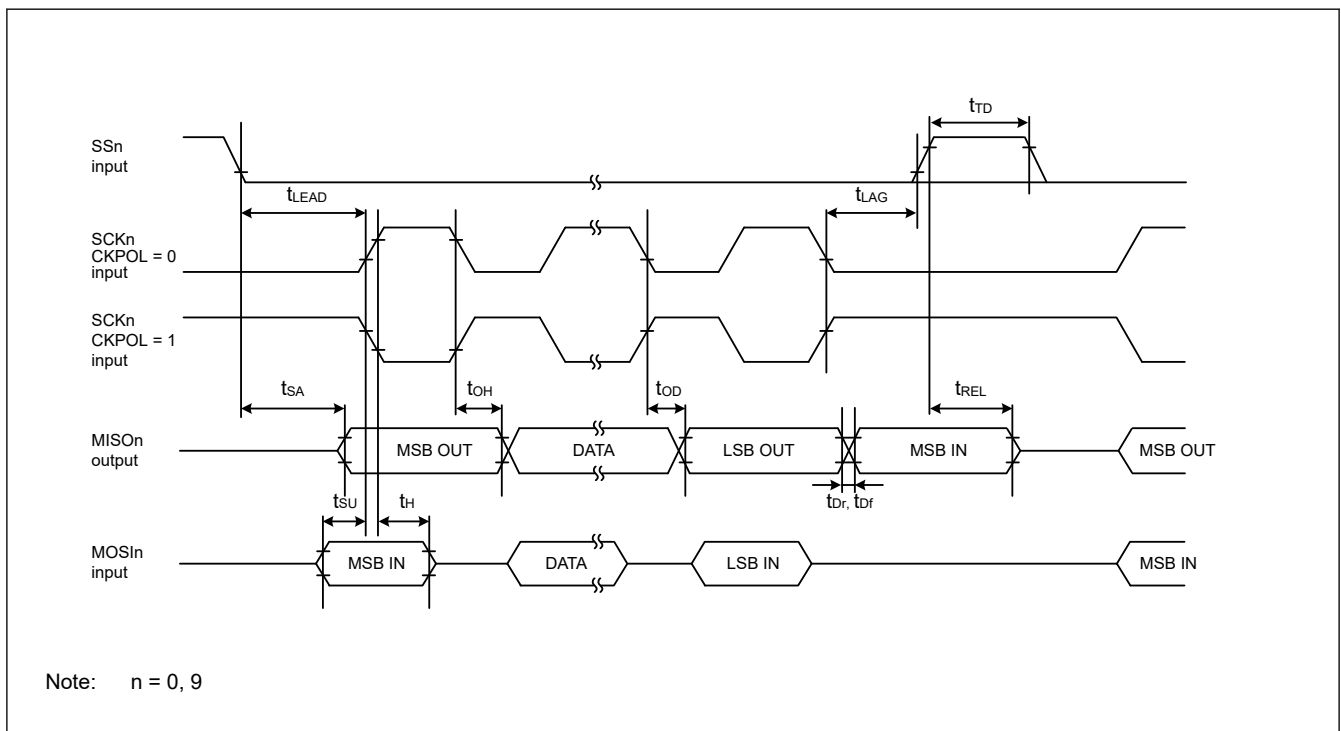 tTD
SSn
input
tLEAD
tLAG
SCKn
CKPOL = 0
input
SCKn
CKPOL = 1
input
tSA
tOH
tOD
tREL
MISOn
output
MSB OUT
DATA
LSB OUT
MSB IN
MSB OUT
tSU
tH
tDr, tDf
MOSIn
input
MSB IN
DATA
LSB IN
MSB IN
Note: n = 0, 9